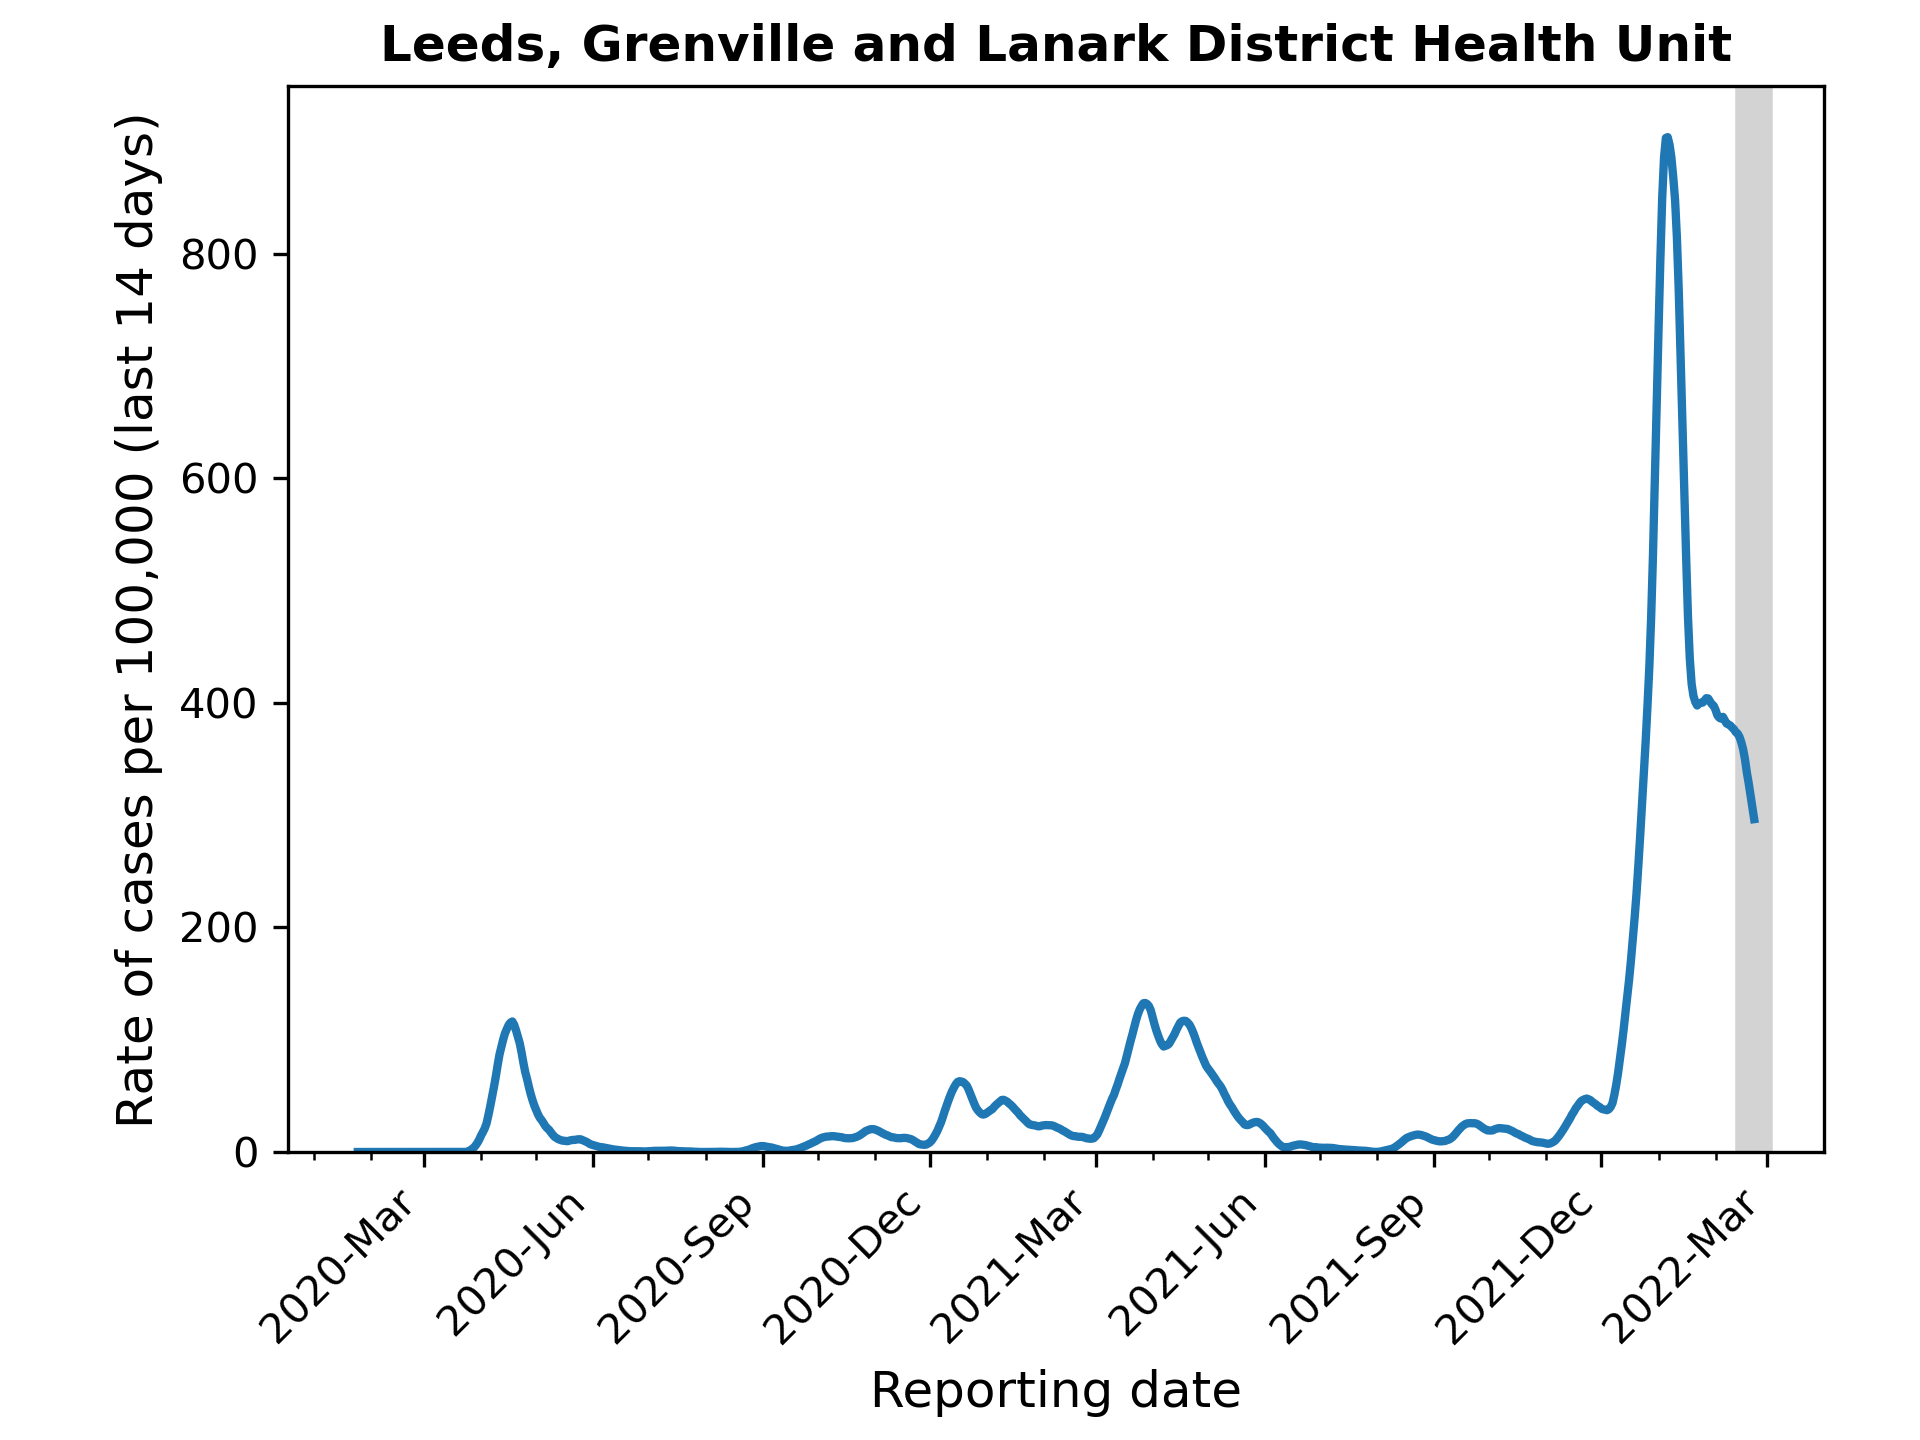 Leeds, Grenville and Lanark District Health Unit
Rate of cases per 100,000 (last 14 days)
800
600
400
200
0
2020-Mar
2020-Jun
2020-Sep
2020-Dec
2021-Mar
2021-Jun
2021-Sep
2021-Dec
2022-Mar
Reporting date